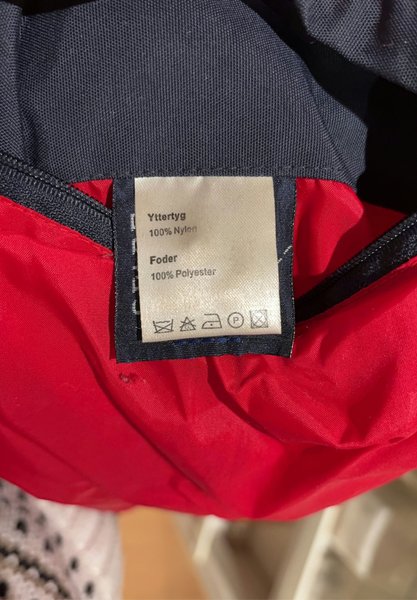 Yttertyg
100% Nylon
Foder
100% Polyester
P